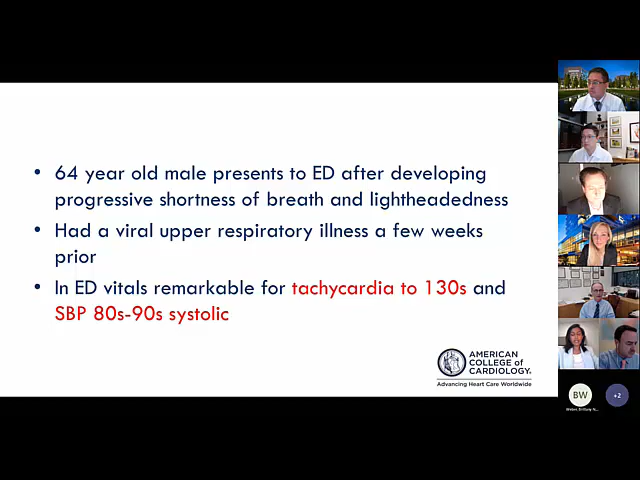 • 64 year old male presents to ED after developing
progressive shortness of breath and lightheadedness
• Had a viral upper respiratory illness a few weeks
prior
• In ED vitals remarkable for tachycardia to 130s and
SBP 80s-90s systolic
AMERICAN
COLLEGE of
CARDIOLOGY®
Advancing Heart Care Worldwide
BW
+2